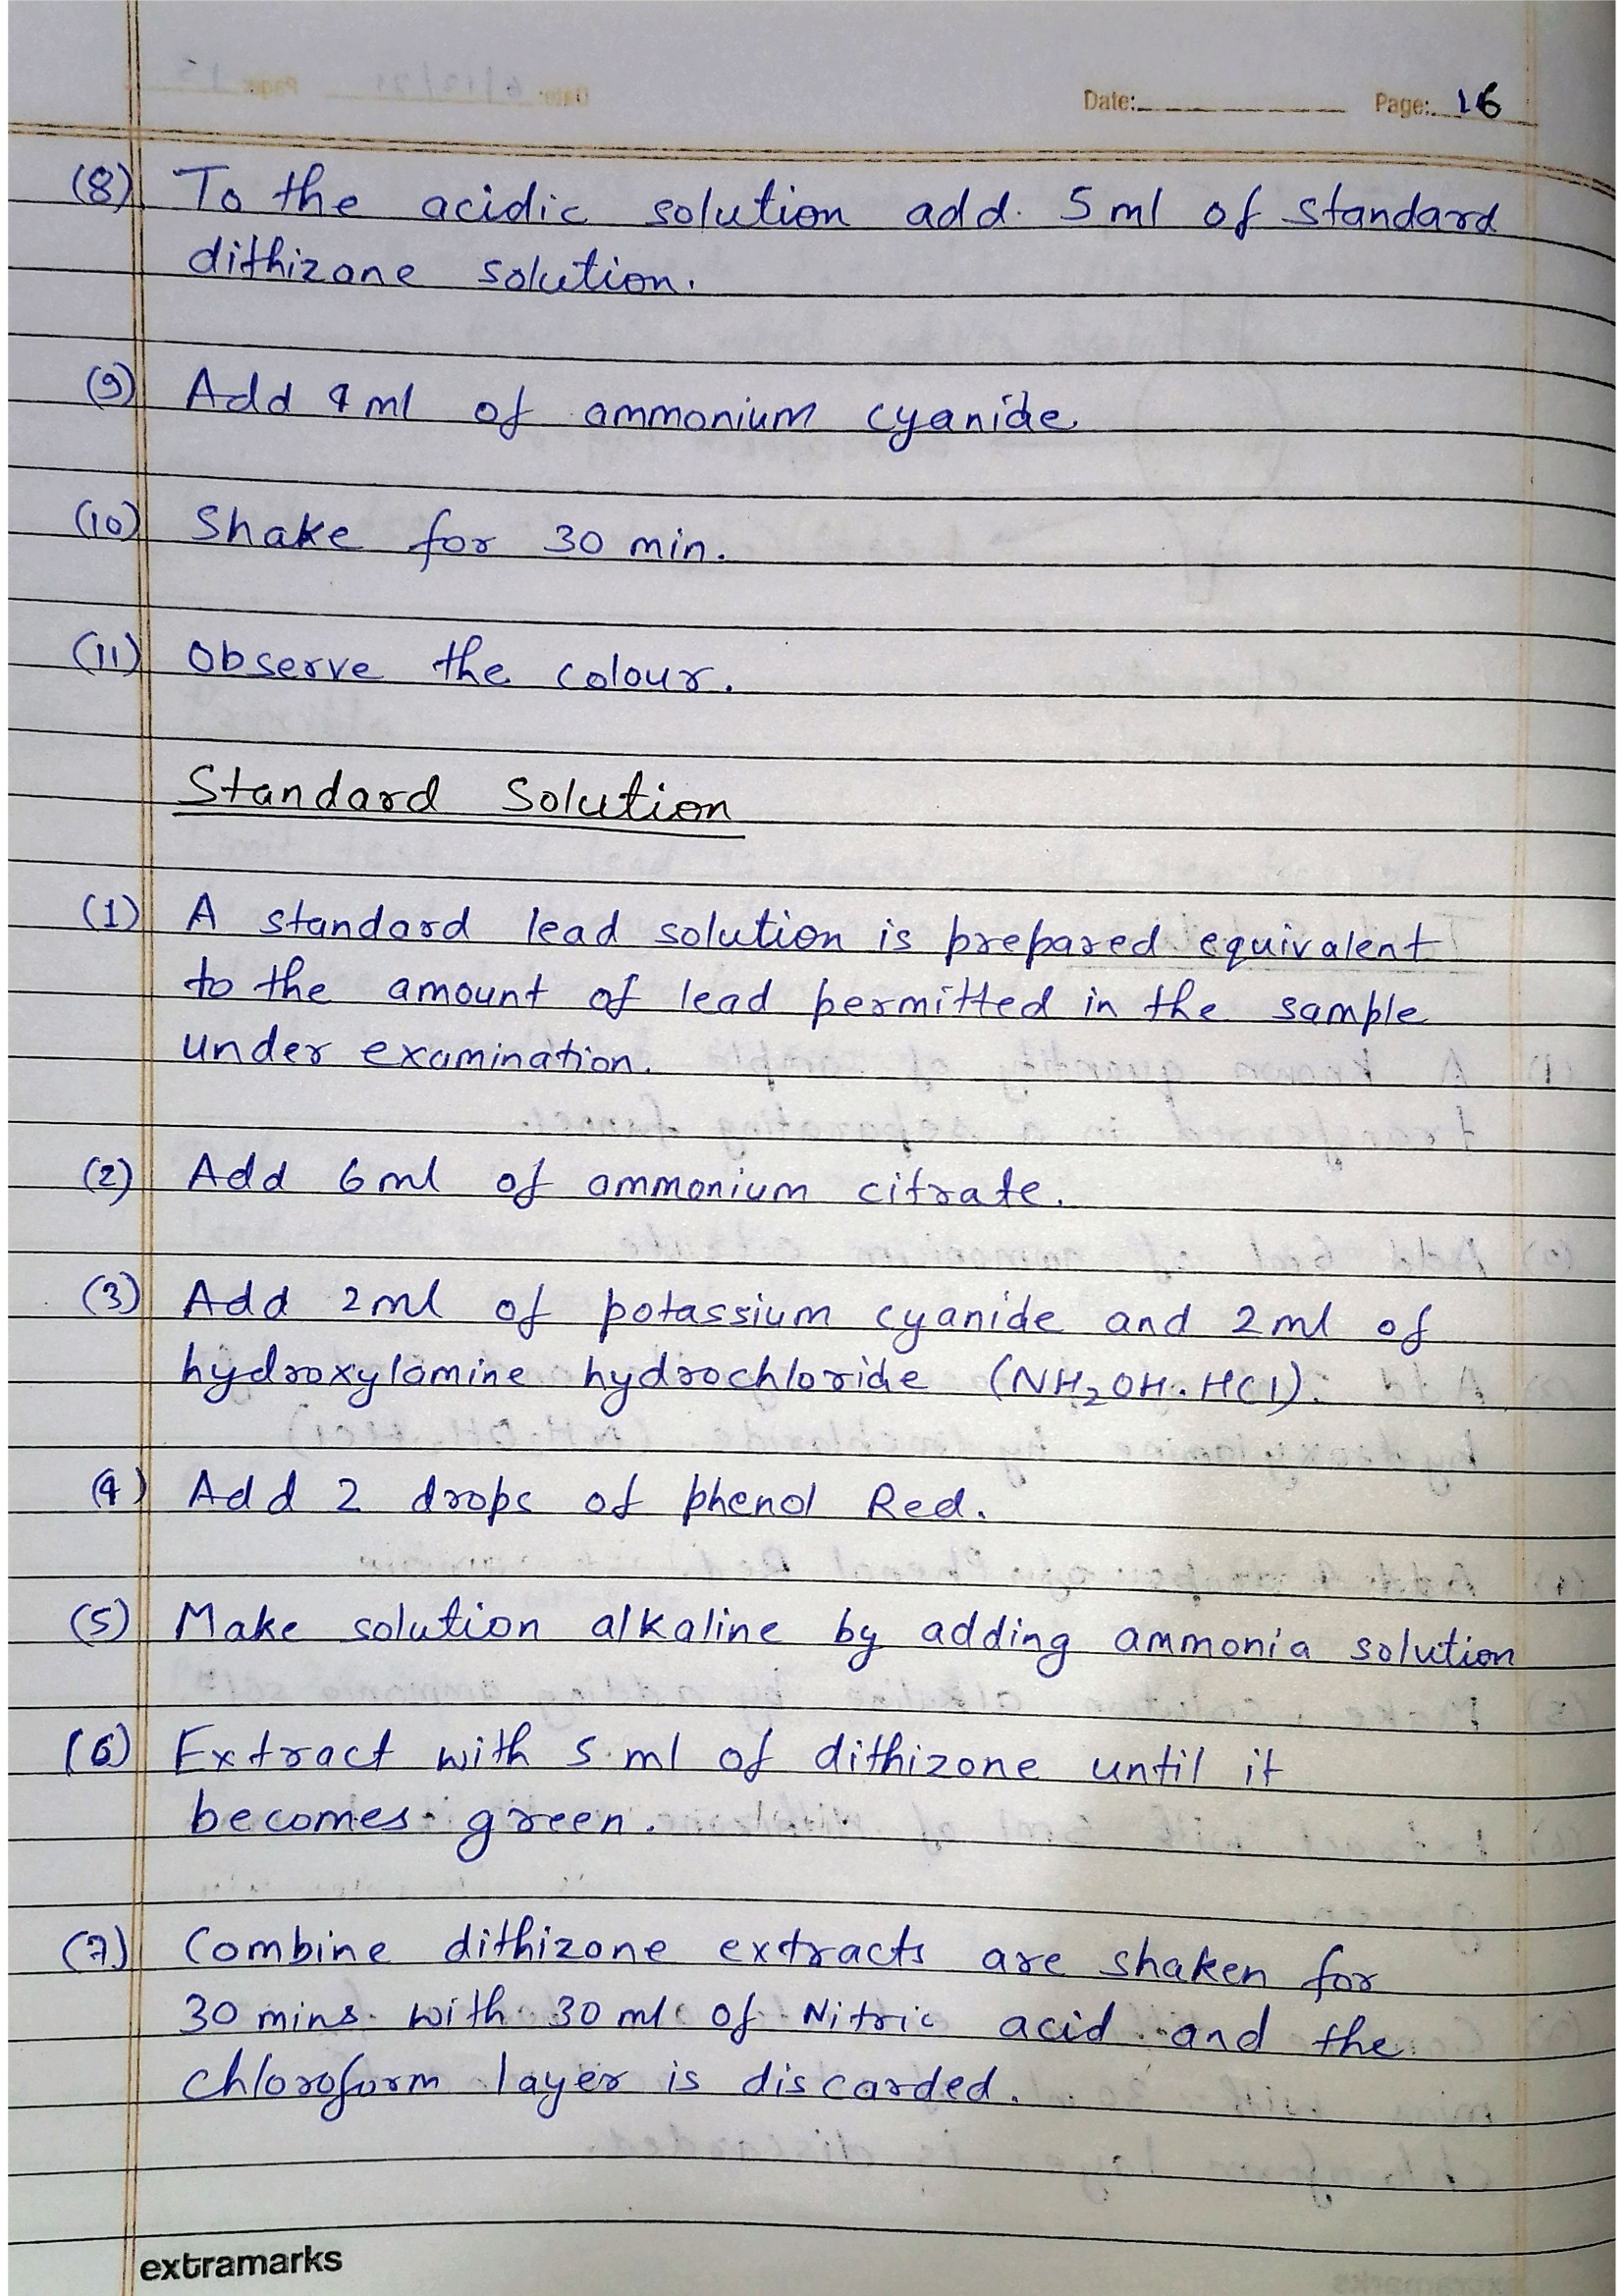 Date: Page: 16
(8) To the acidic solution add 5 ml of standard
dithizone solution.
(9) Add 4 ml of ammonium cyanide
(10) Shake for 30 min.
(11) Observe the colour.
Standard Solution
(1) A standard lead solution is prepared equivalent
to the amount of lead permitted in the sample
under examination.
(2) Add 6 ml of ammonium citrate.
(3) Add 2 ml of potassium cyanide and 2 ml of
hydroxylamine hydrochloride (NH₂OH.HCl).
(4) Add 2 drops of phenol Red.
(5) Make solution alkaline by adding ammonia solution
(6) Extract with 5 ml of dithizone until it
becomes green.
(7) Combine dithizone extracts are shaken for
30 mins with 30 ml of Nitric acid and the
chloroform layer is discarded.
extramarks